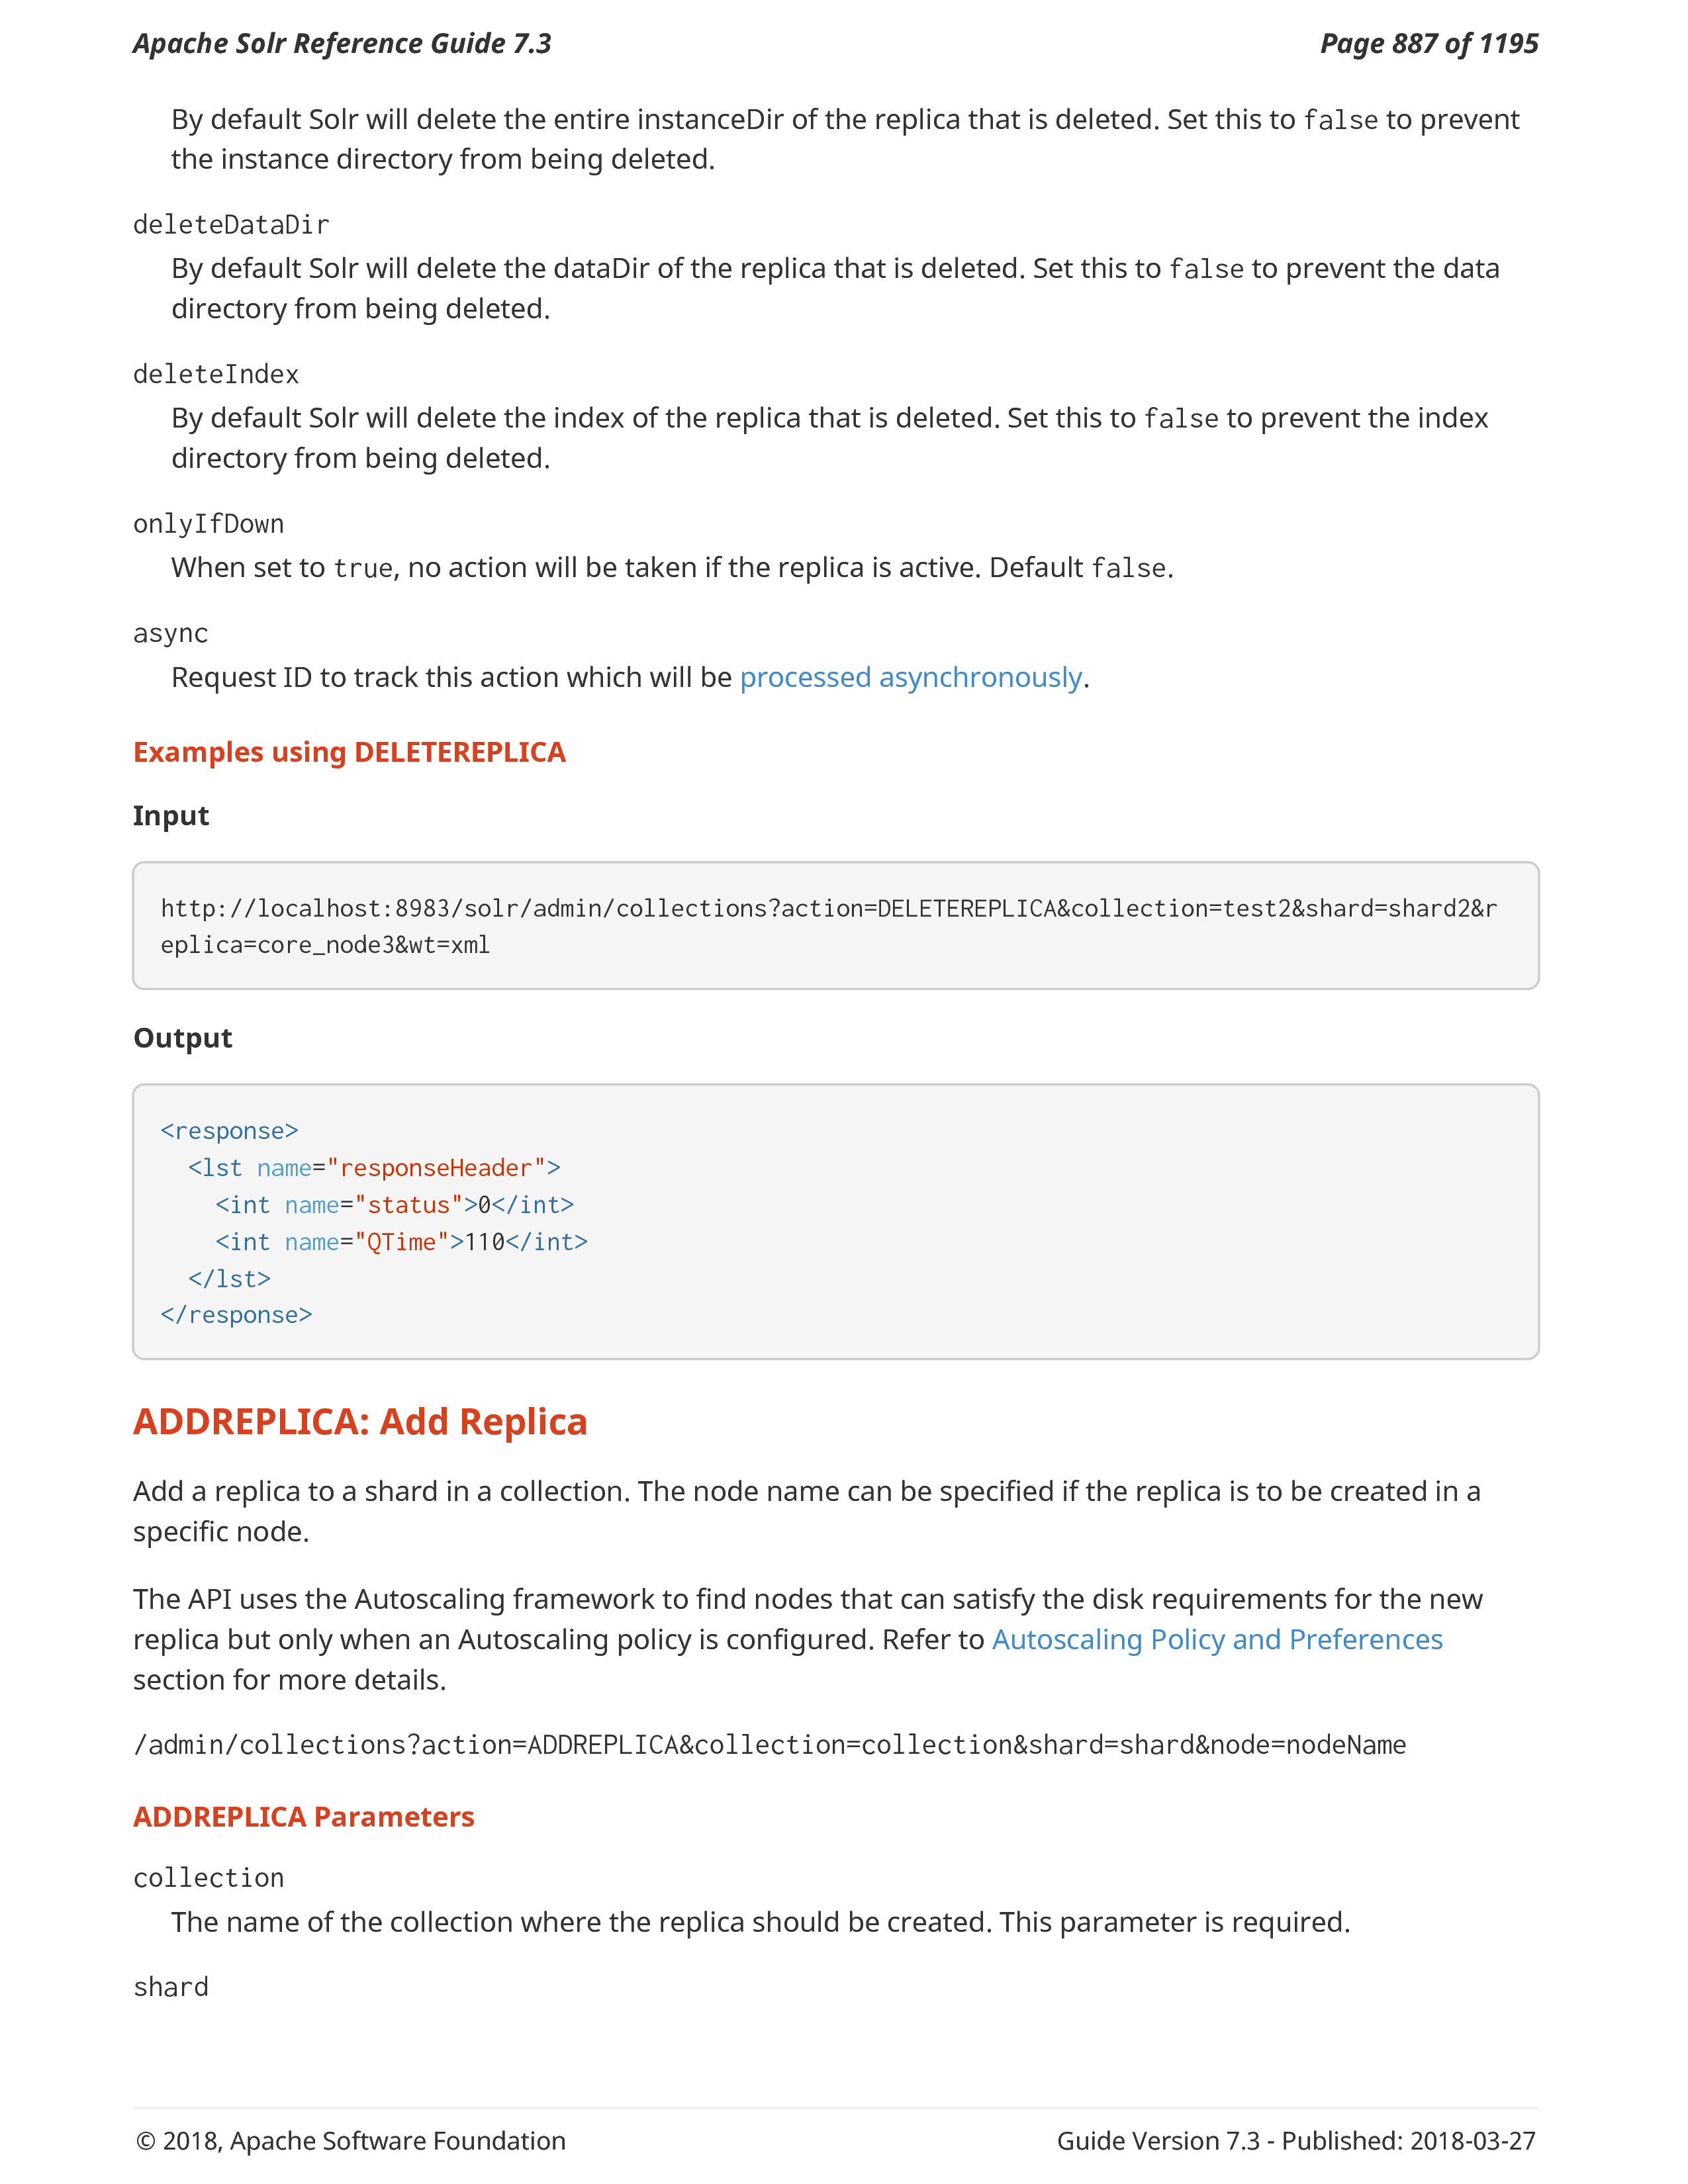 Apache Solr Reference Guide 7.3 Page 887 of 1195
By default Solr will delete the entire instanceDir of the replica that is deleted. Set this to false to prevent
the instance directory from being deleted.
deleteDataDir
By default Solr will delete the dataDir of the replica that is deleted. Set this to false to prevent the data
directory from being deleted.
deleteIndex
By default Solr will delete the index of the replica that is deleted. Set this to false to prevent the index
directory from being deleted.
onlyIfDown
When set to true, no action will be taken if the replica is active. Default false.
async
Request ID to track this action which will be processed asynchronously.
Examples using DELETEREPLICA
Input
http://localhost:8983/solr/admin/collections?action=DELETEREPLICA&collection=test2&shard=shard2&r
eplica=core_node3&wt=xml
Output
<response>
  <lst name="responseHeader">
    <int name="status">0</int>
    <int name="QTime">110</int>
  </lst>
</response>
ADDREPLICA: Add Replica
Add a replica to a shard in a collection. The node name can be specified if the replica is to be created in a
specific node.
The API uses the Autoscaling framework to find nodes that can satisfy the disk requirements for the new
replica but only when an Autoscaling policy is configured. Refer to Autoscaling Policy and Preferences
section for more details.
/admin/collections?action=ADDREPLICA&collection=collection&shard=shard&node=nodeName
ADDREPLICA Parameters
collection
The name of the collection where the replica should be created. This parameter is required.
shard
© 2018, Apache Software Foundation Guide Version 7.3 - Published: 2018-03-27